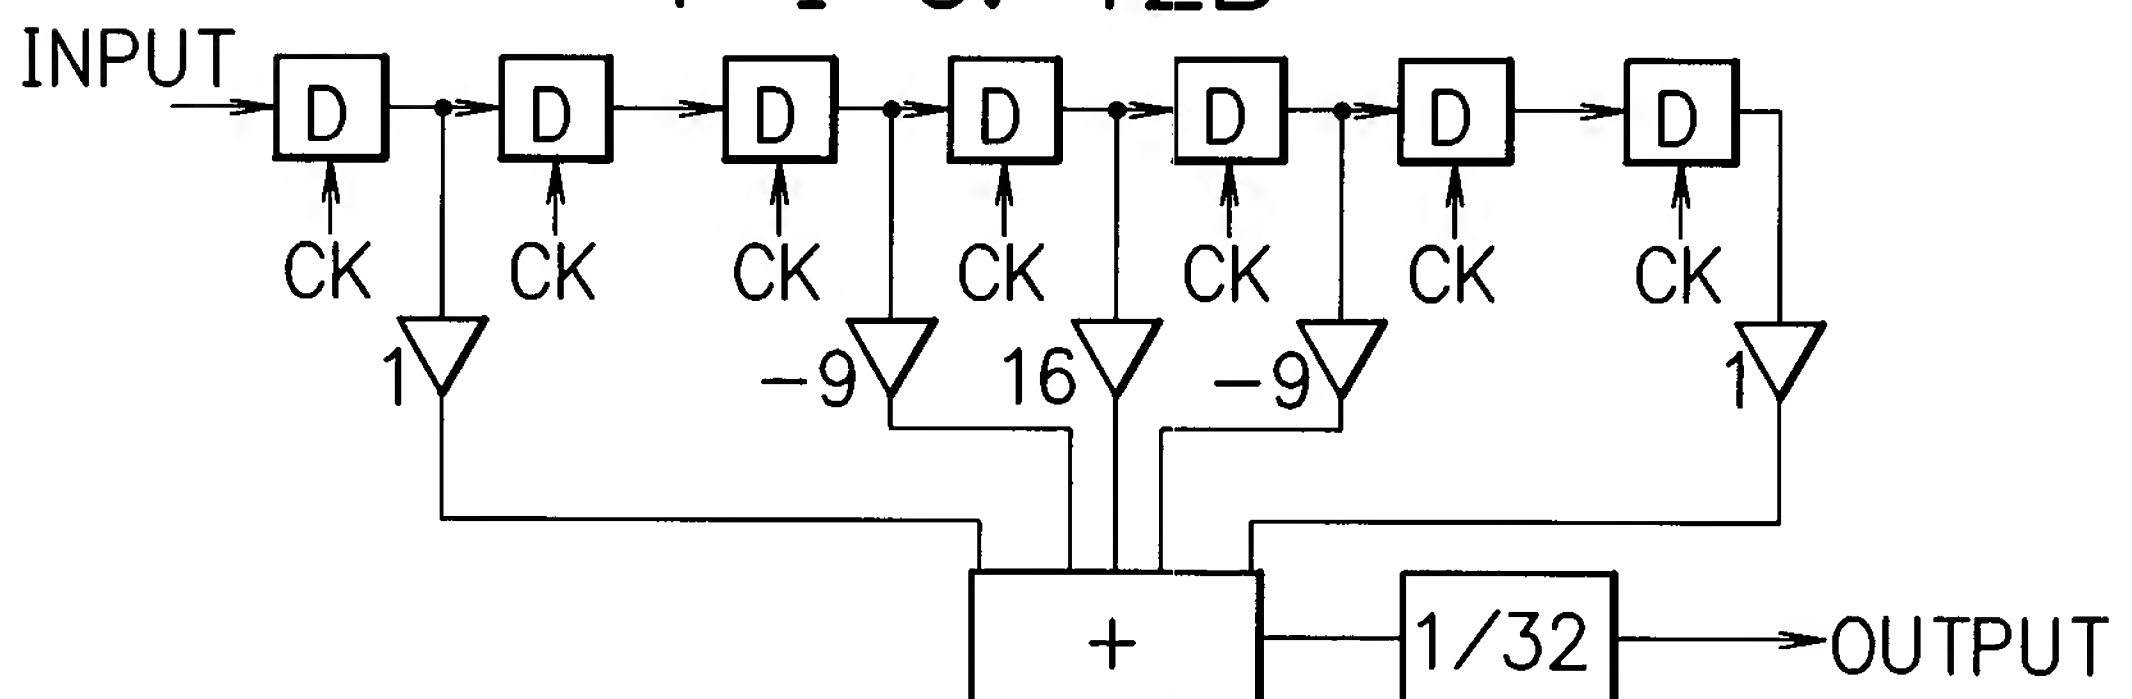 INPUT
D D D D D D D
CK CK CK CK CK CK CK
1 -9 16 -9 1
+ 1/32 OUTPUT